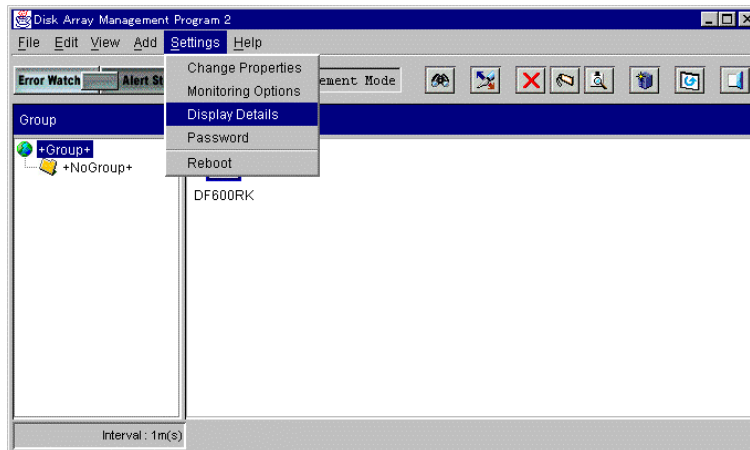 Disk Array Management Program 2
File Edit View Add Settings Help
Error Watch Alert St ement Mode
Change Properties
Monitoring Options
Display Details
Password
Reboot
Group
+Group+
+NoGroup+
DF600RK
Interval : 1m(s)